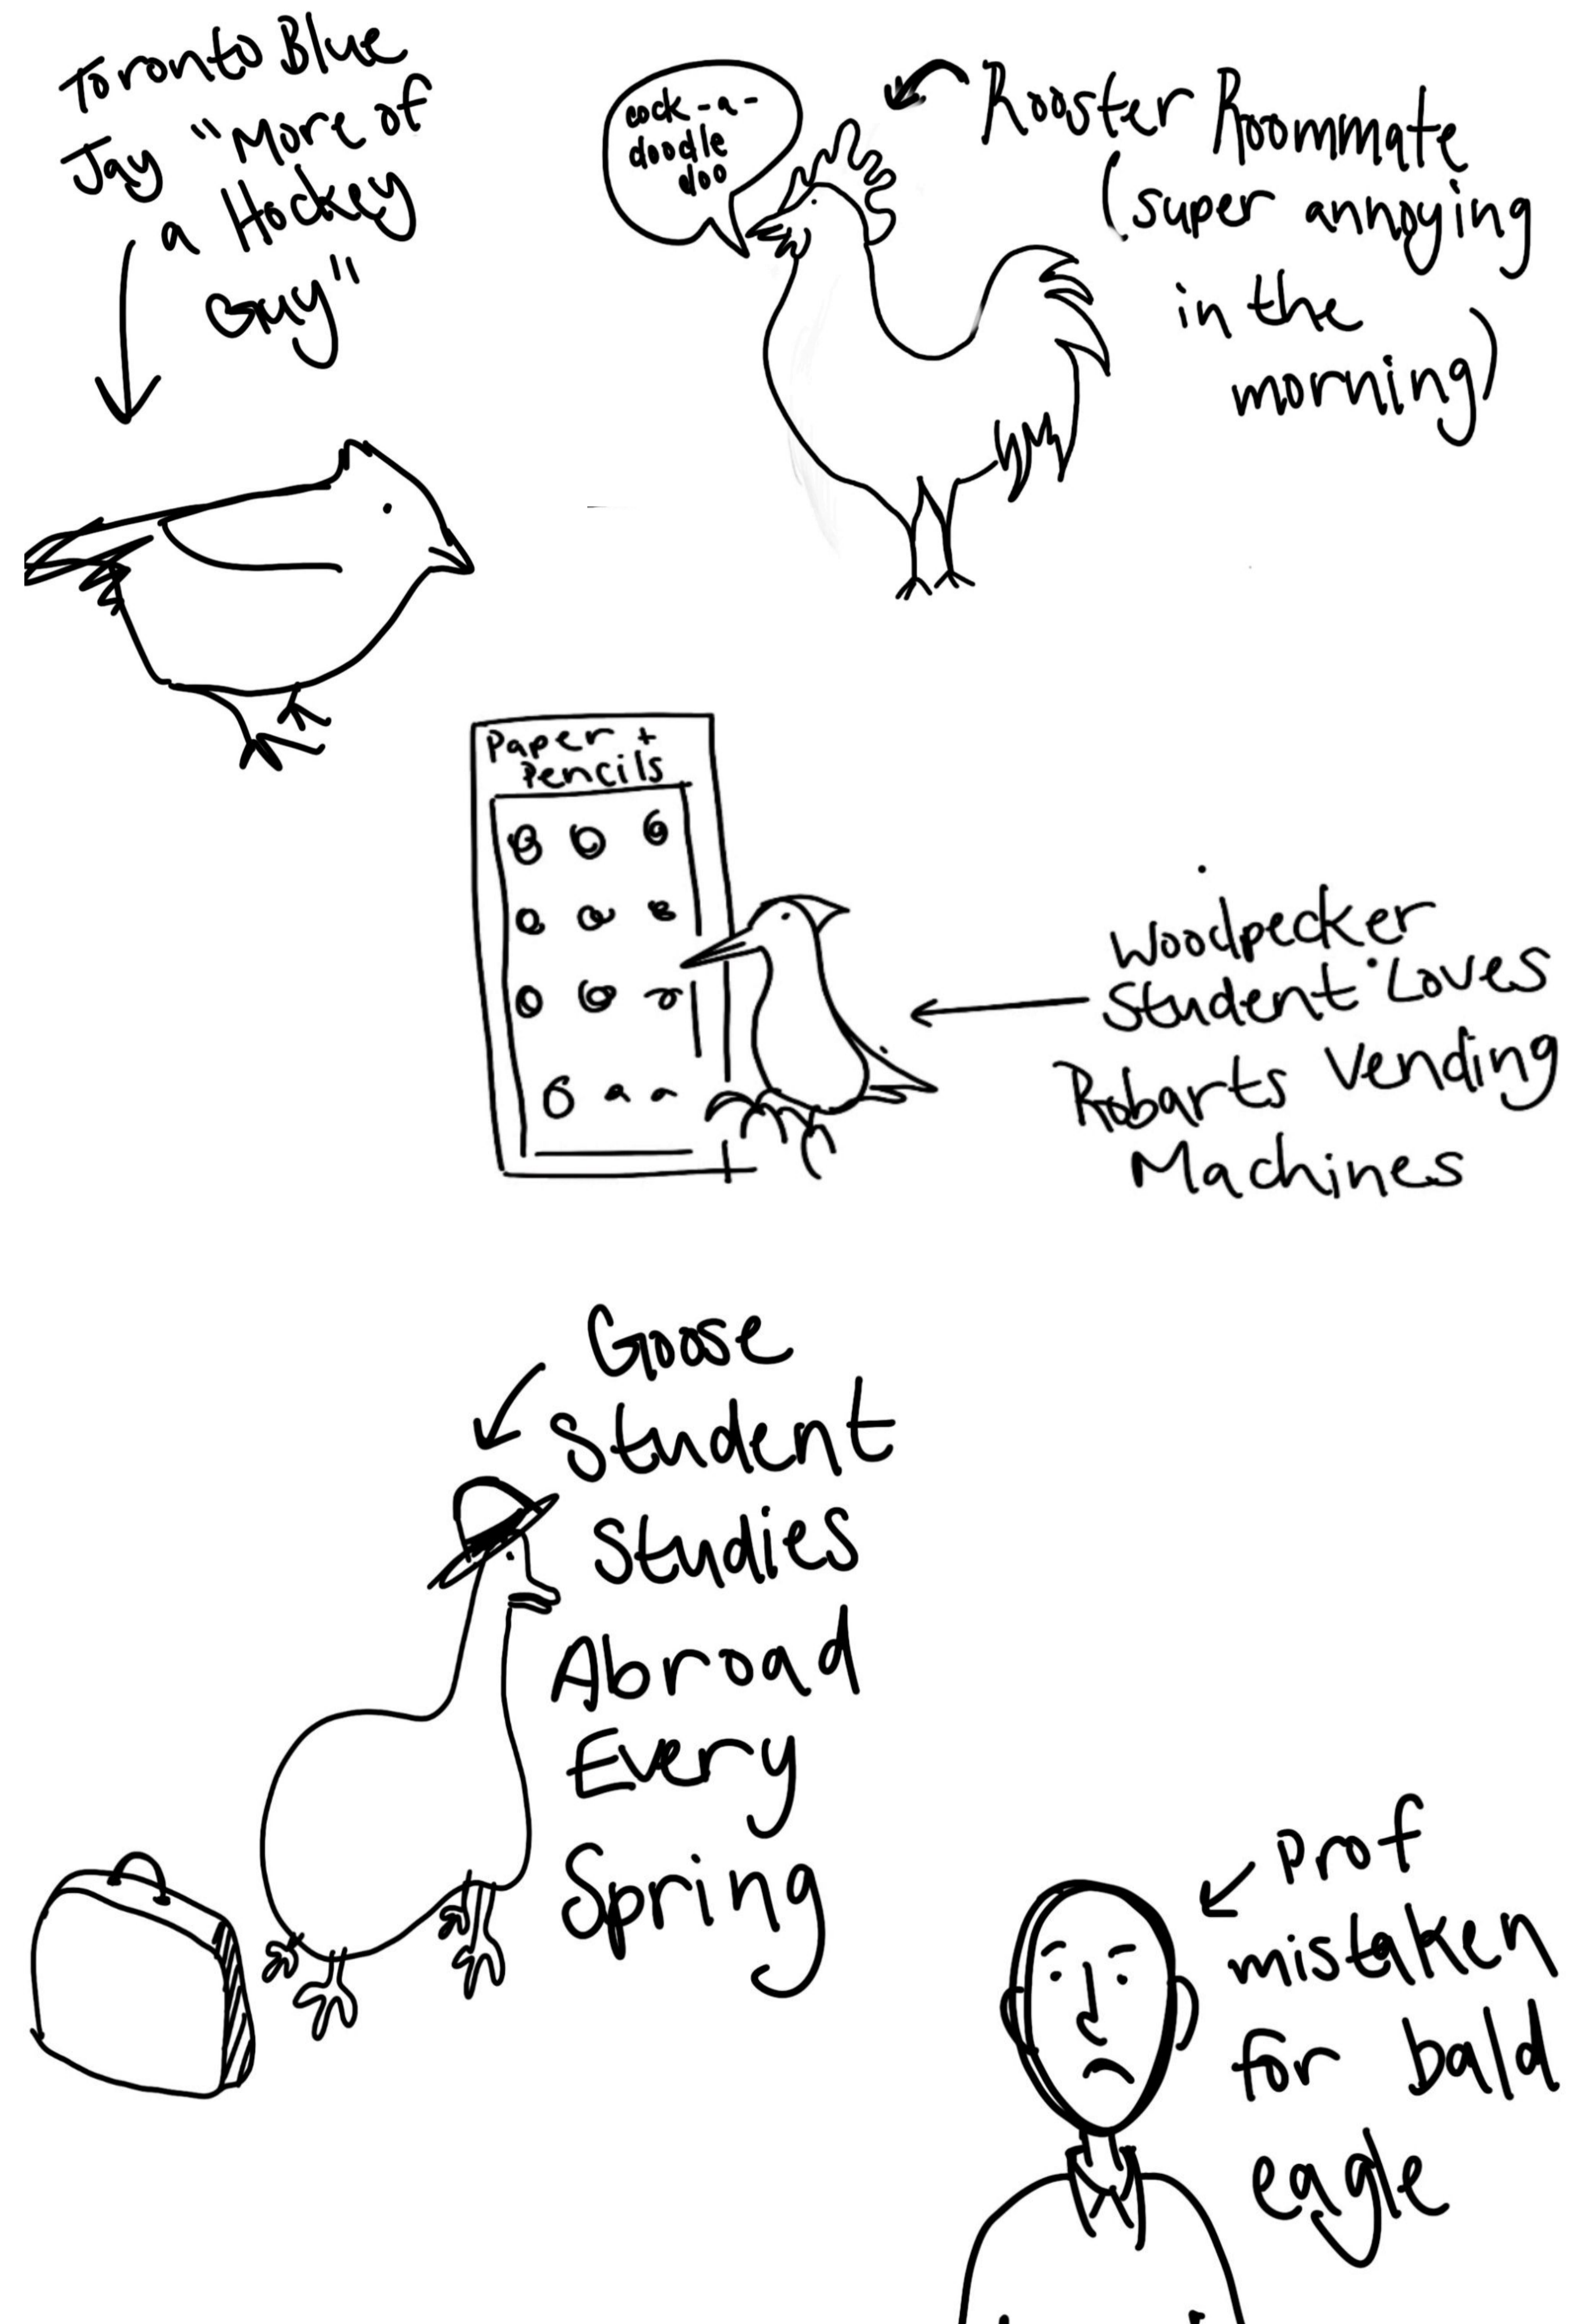 Toronto Blue
Jay "More of
a Hockey
Guy"
cock-a-
doodle
doo
Rooster Roommate
(super annoying
in the
morning)
Paper +
Pencils
Woodpecker
Student Loves
Robarts Vending
Machines
Goose
Student
Studies
Abroad
Every
Spring
Prof
mistaken
for bald
eagle